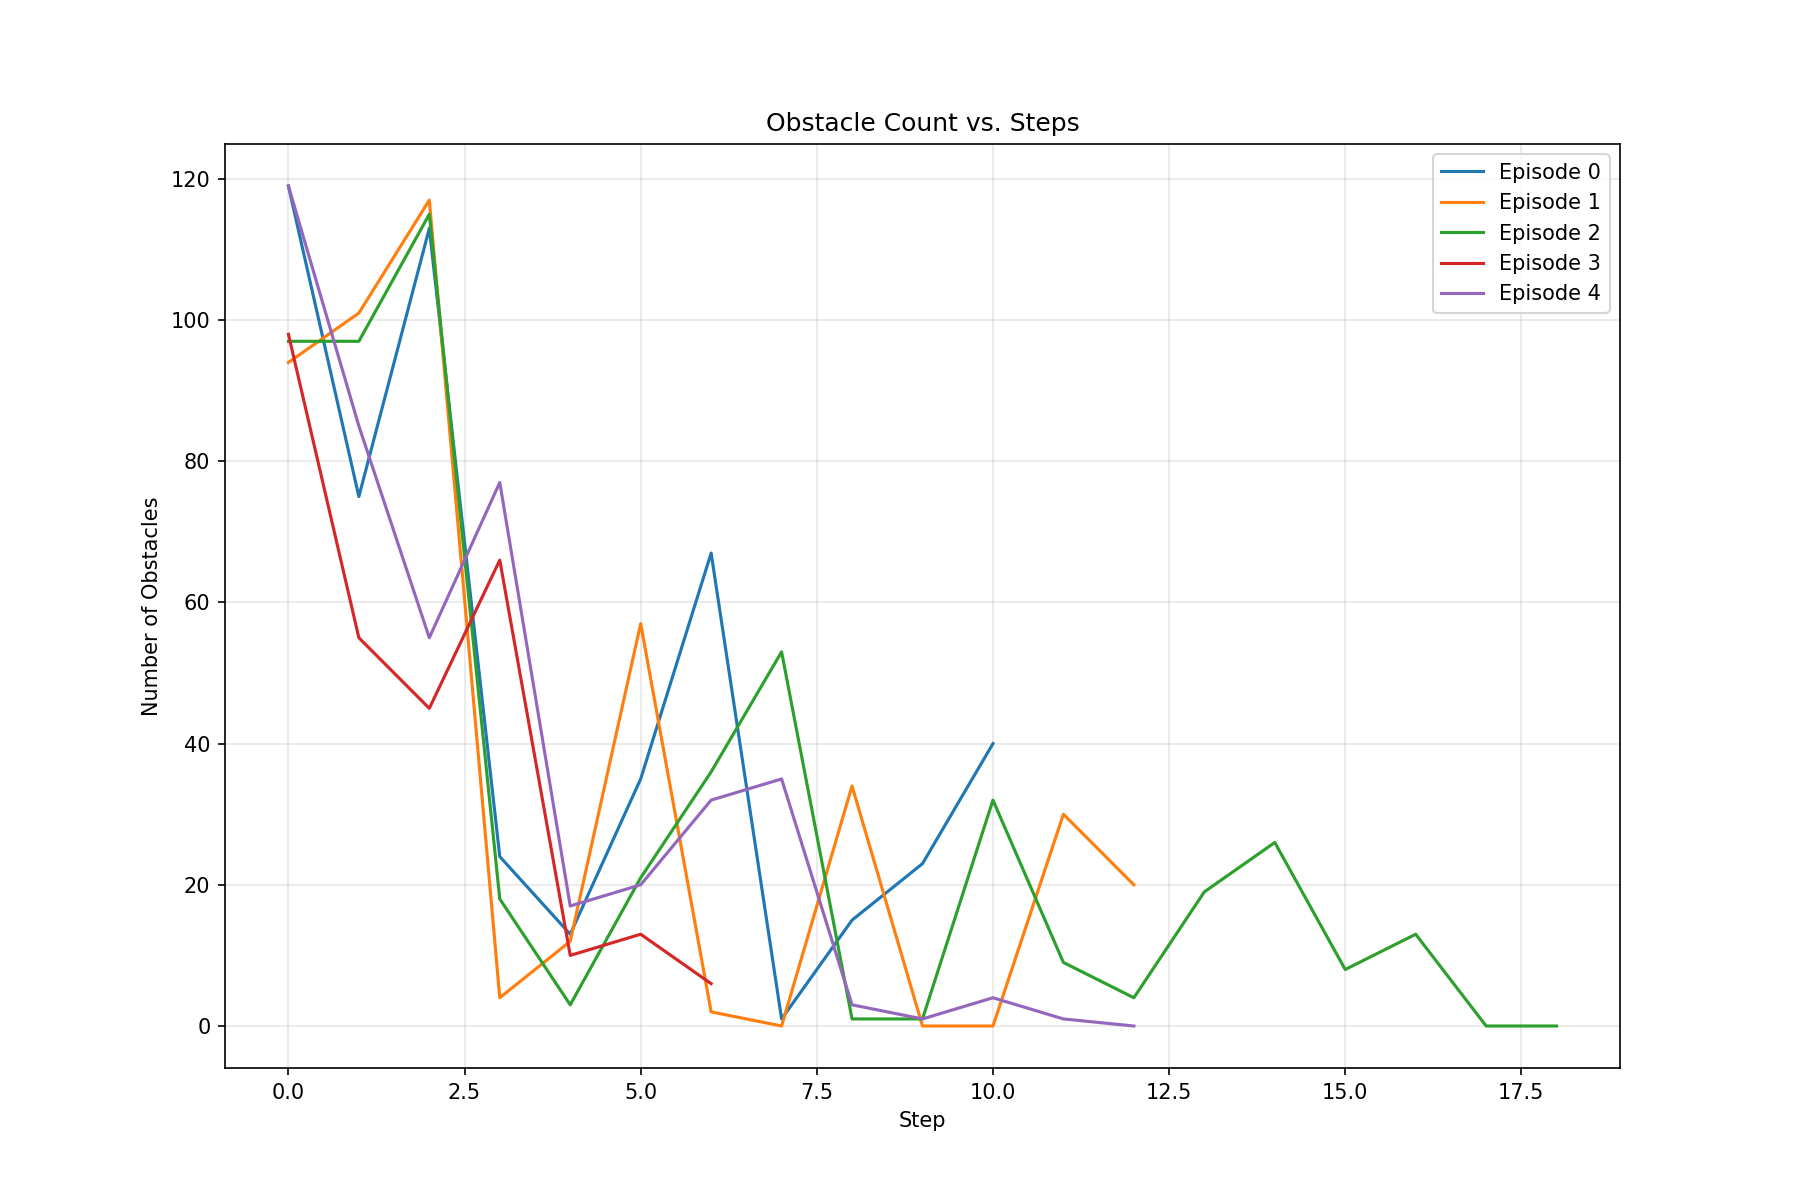 Obstacle Count vs. Steps
120
100
80
60
40
20
0
Number of Obstacles
Episode 0
Episode 1
Episode 2
Episode 3
Episode 4
0.0 2.5 5.0 7.5 10.0 12.5 15.0 17.5
Step